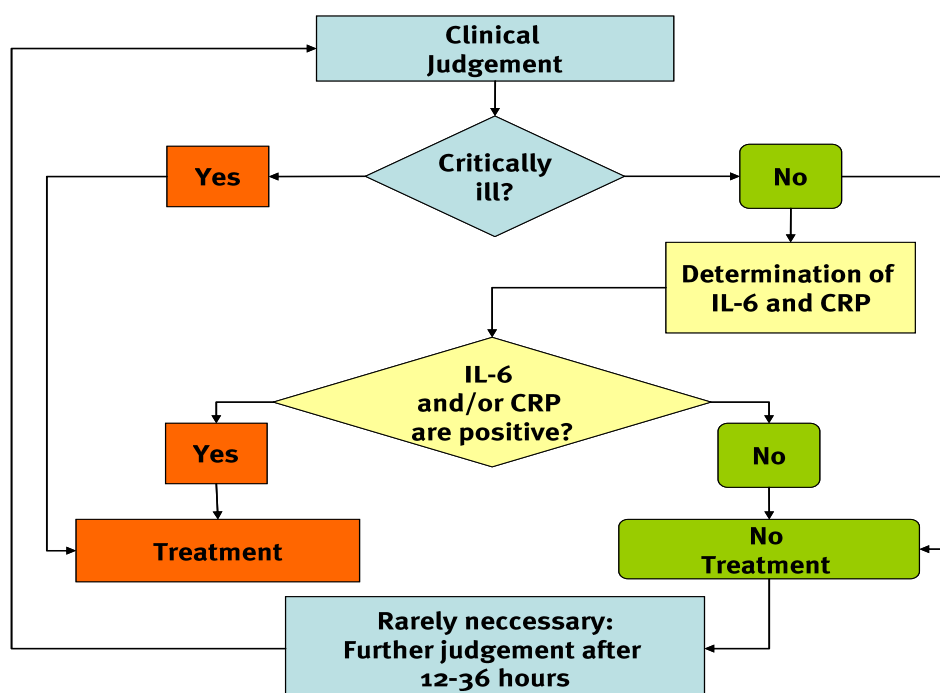 Clinical
Judgement
Critically
ill?
Yes
No
Determination of
IL-6 and CRP
IL-6
and/or CRP
are positive?
Yes
No
Treatment
No
Treatment
Rarely neccessary:
Further judgement after
12-36 hours